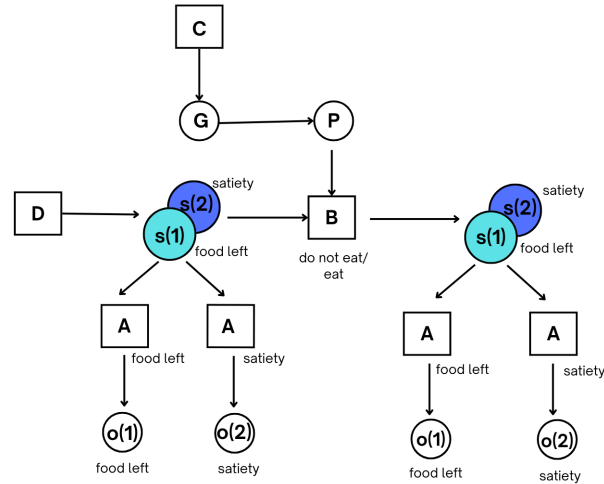 C
G
P
satiety
s(2)
D
s(1)
food left
B
do not eat/
eat
satiety
s(2)
s(1)
food left
A
A
food left
satiety
A
A
food left
satiety
o(1)
o(2)
food left
satiety
o(1)
o(2)
food left
satiety